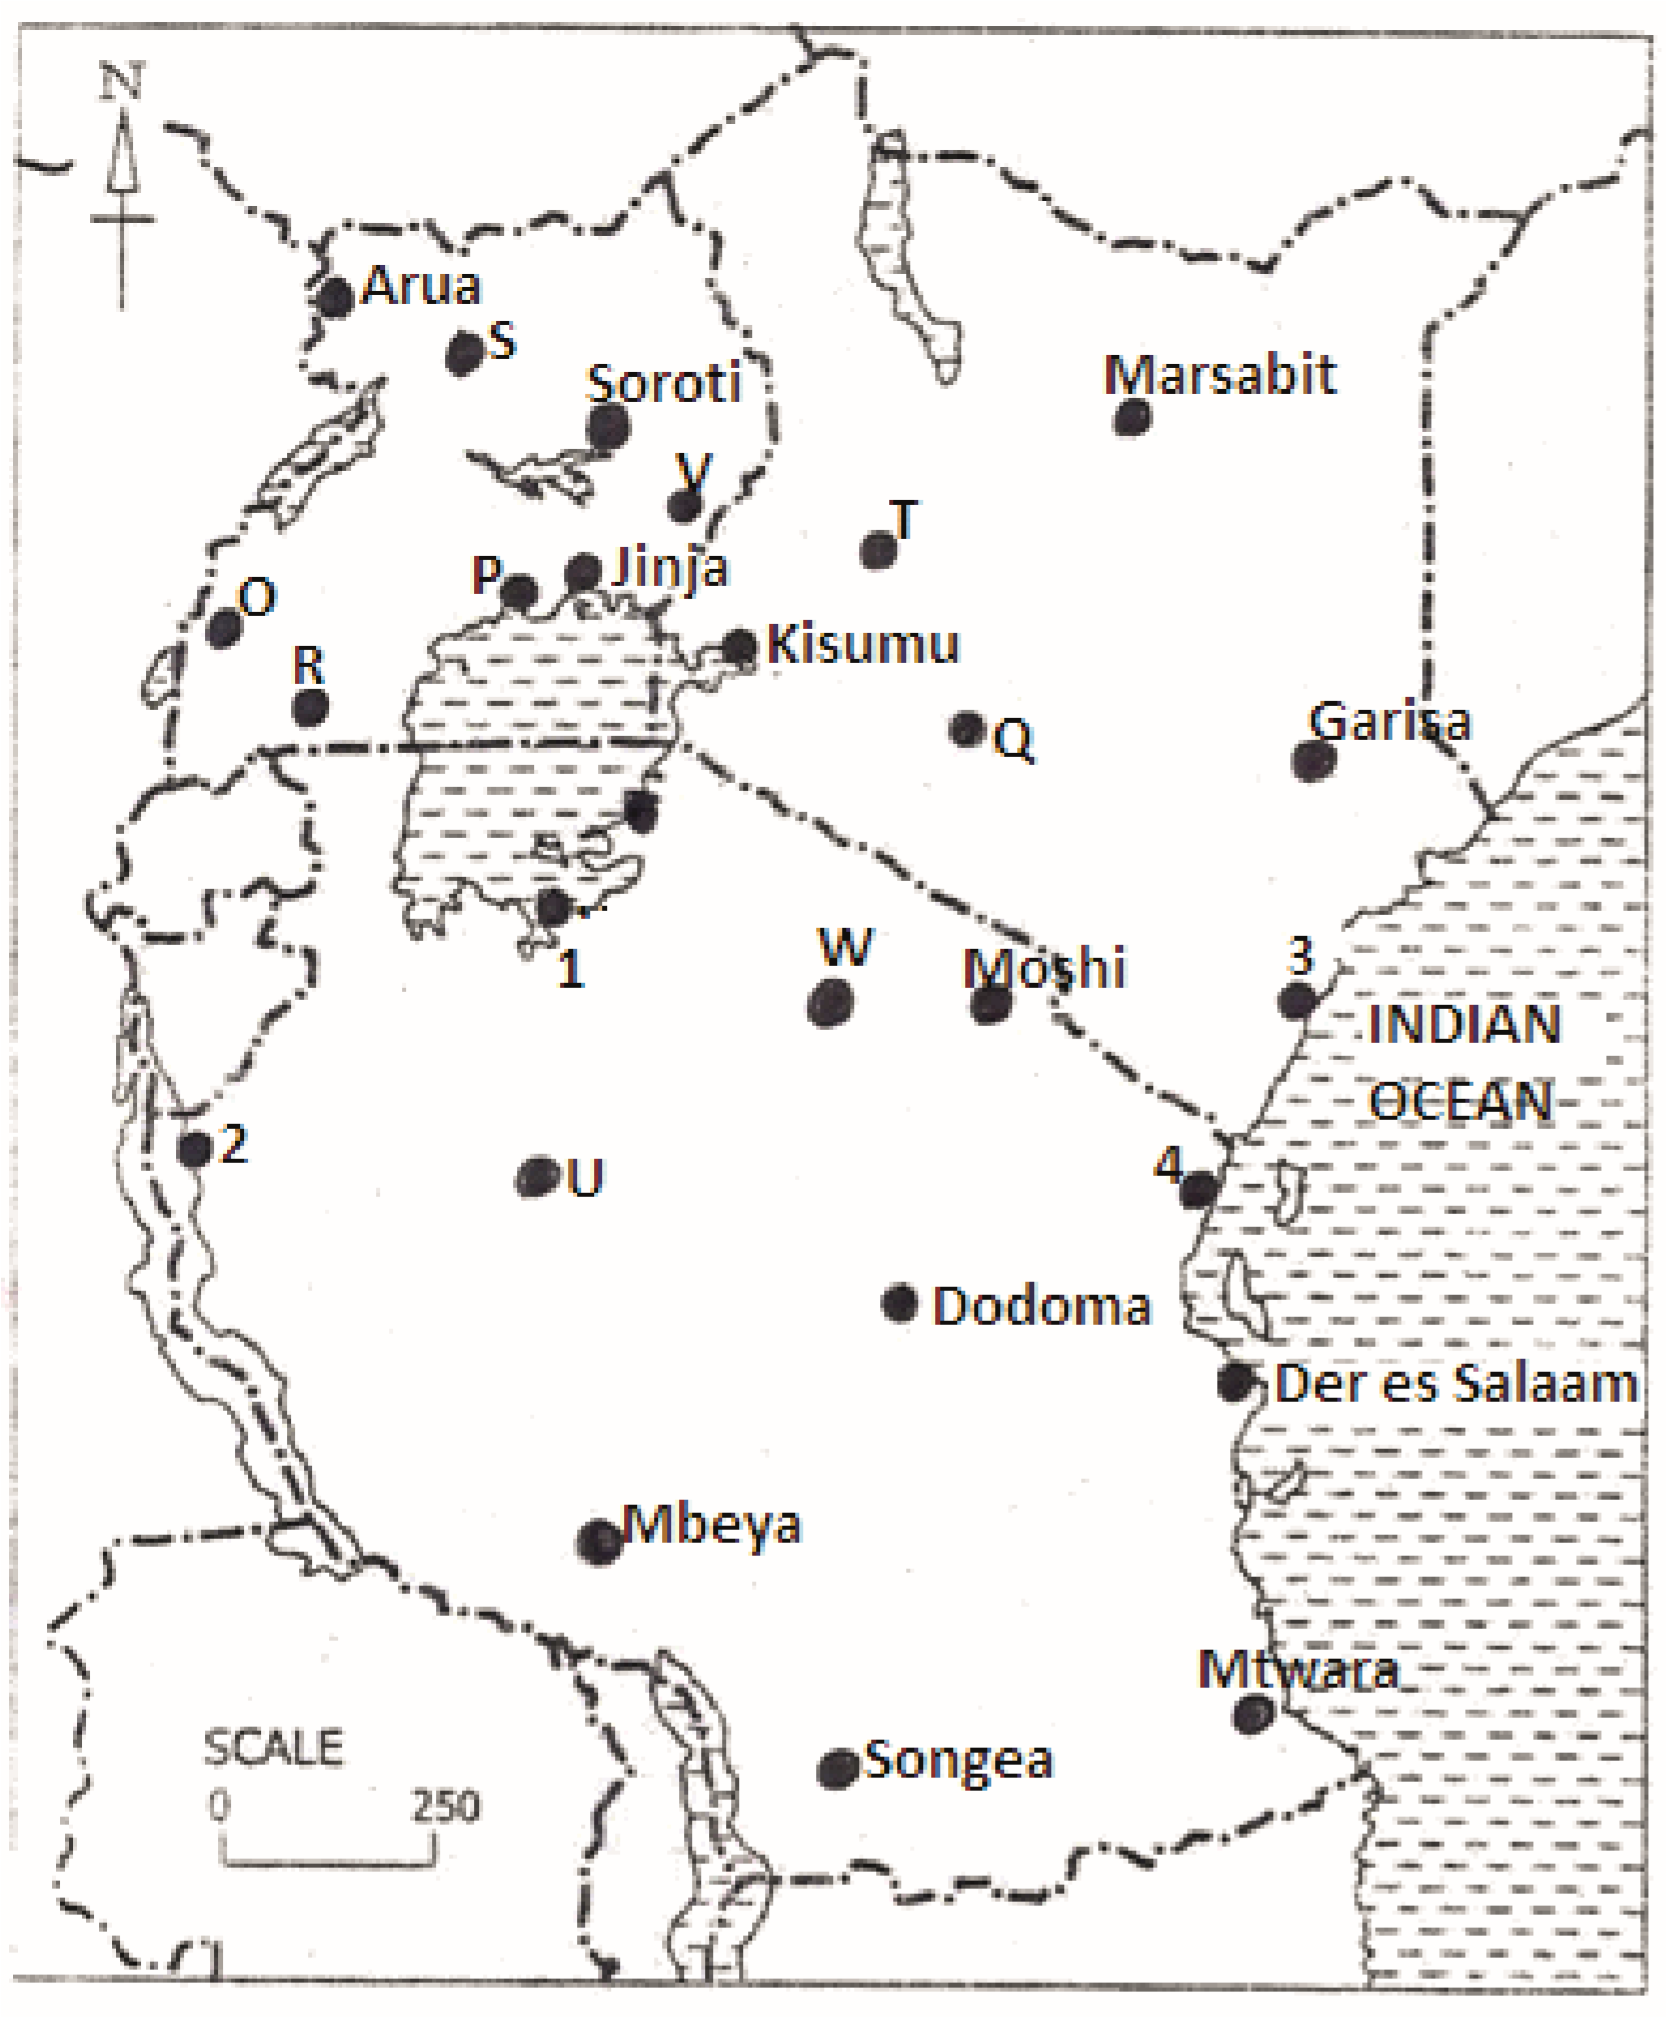 N
Arua
S
Soroti
Marsabit
V
T
P
Jinja
O
Kisumu
R
Q
Garisa
W
Moshi
3
1
INDIAN
OCEAN
2
4
U
Dodoma
Der es Salaam
Mbeya
Mtwara
SCALE
Songea
0 250